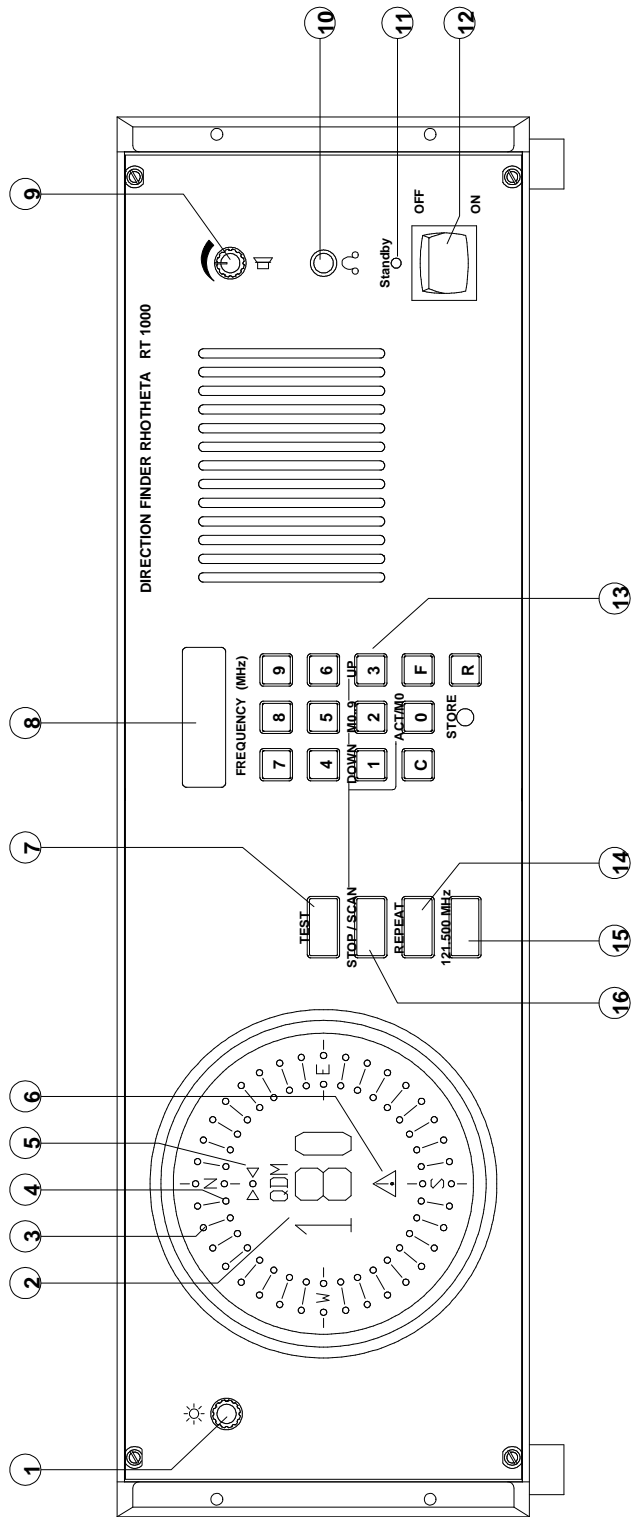 1 2 3 4 5 6 7 8 9
DIRECTION FINDER RHOTHETA RT 1000
N
QDM
180
W
E
S
TEST
STOP / SCAN
REPEAT
121.500 MHz
FREQUENCY (MHz)
7 8 9
4 5 6
DOWN M0..9 UP
1 2 3
ACT/M0
C 0 F
STORE
R
Standby
OFF
ON
10
11
12
16 15 14 13